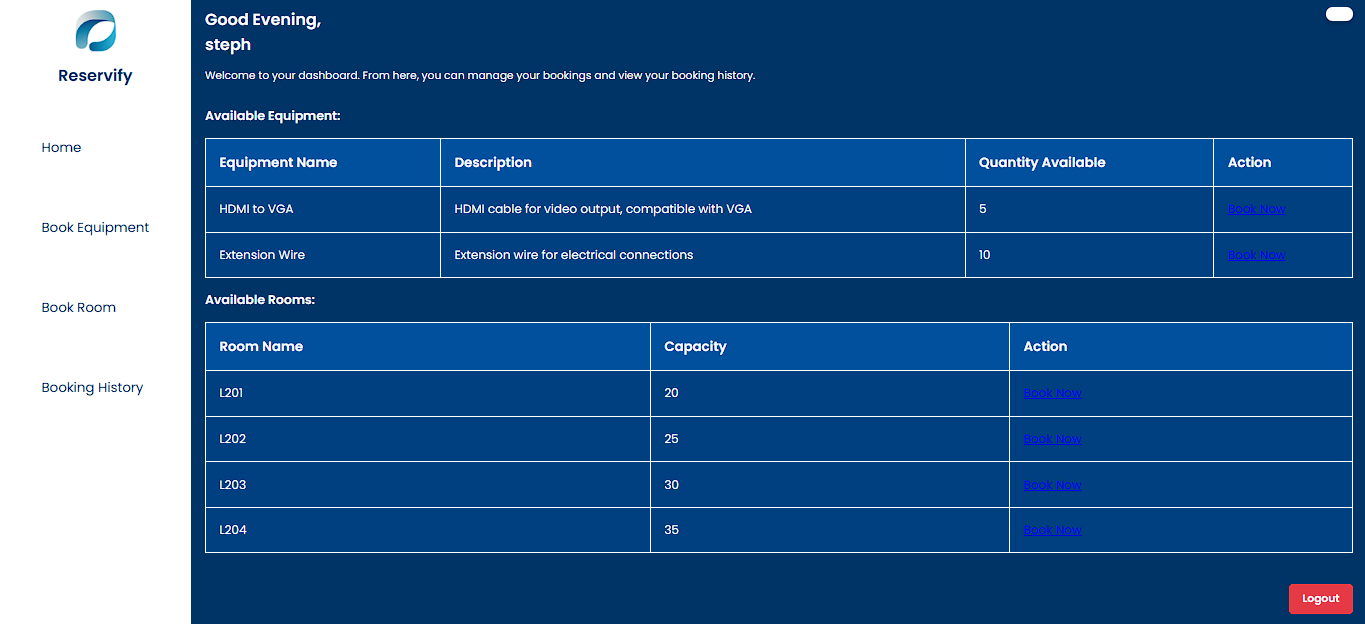 Reservify
Home
Book Equipment
Book Room
Booking History
Good Evening,
steph
Welcome to your dashboard. From here, you can manage your bookings and view your booking history.
Available Equipment:
Equipment Name Description Quantity Available Action
HDMI to VGA HDMI cable for video output, compatible with VGA 5 Book Now
Extension Wire Extension wire for electrical connections 10 Book Now
Available Rooms:
Room Name Capacity Action
L201 20 Book Now
L202 25 Book Now
L203 30 Book Now
L204 35 Book Now
Logout